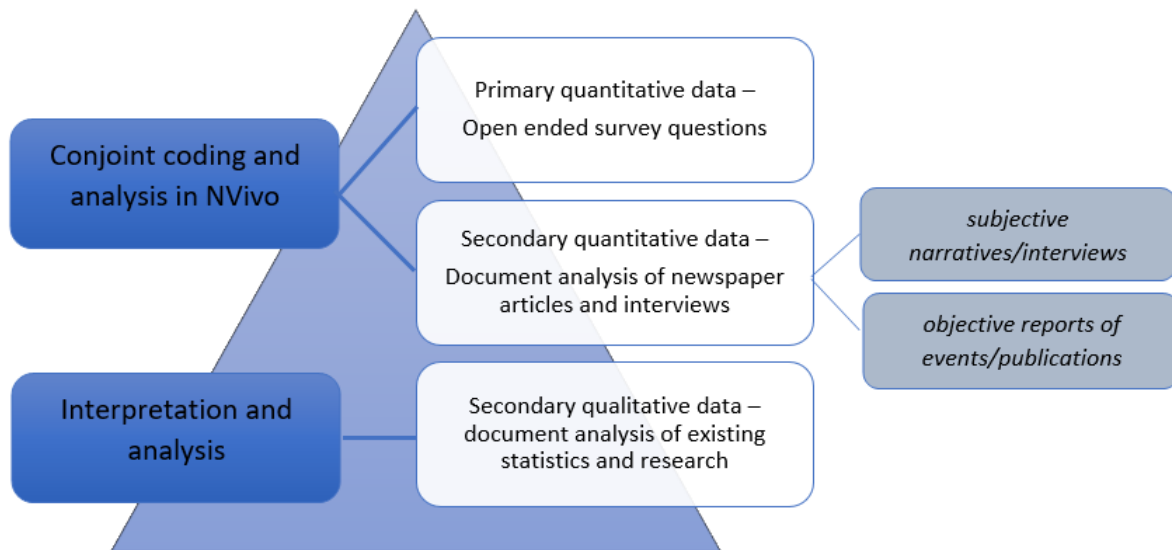 Conjoint coding and
analysis in NVivo
Primary quantitative data –
Open ended survey questions
Secondary quantitative data –
Document analysis of newspaper
articles and interviews
subjective
narratives/interviews
objective reports of
events/publications
Interpretation and
analysis
Secondary qualitative data –
document analysis of existing
statistics and research